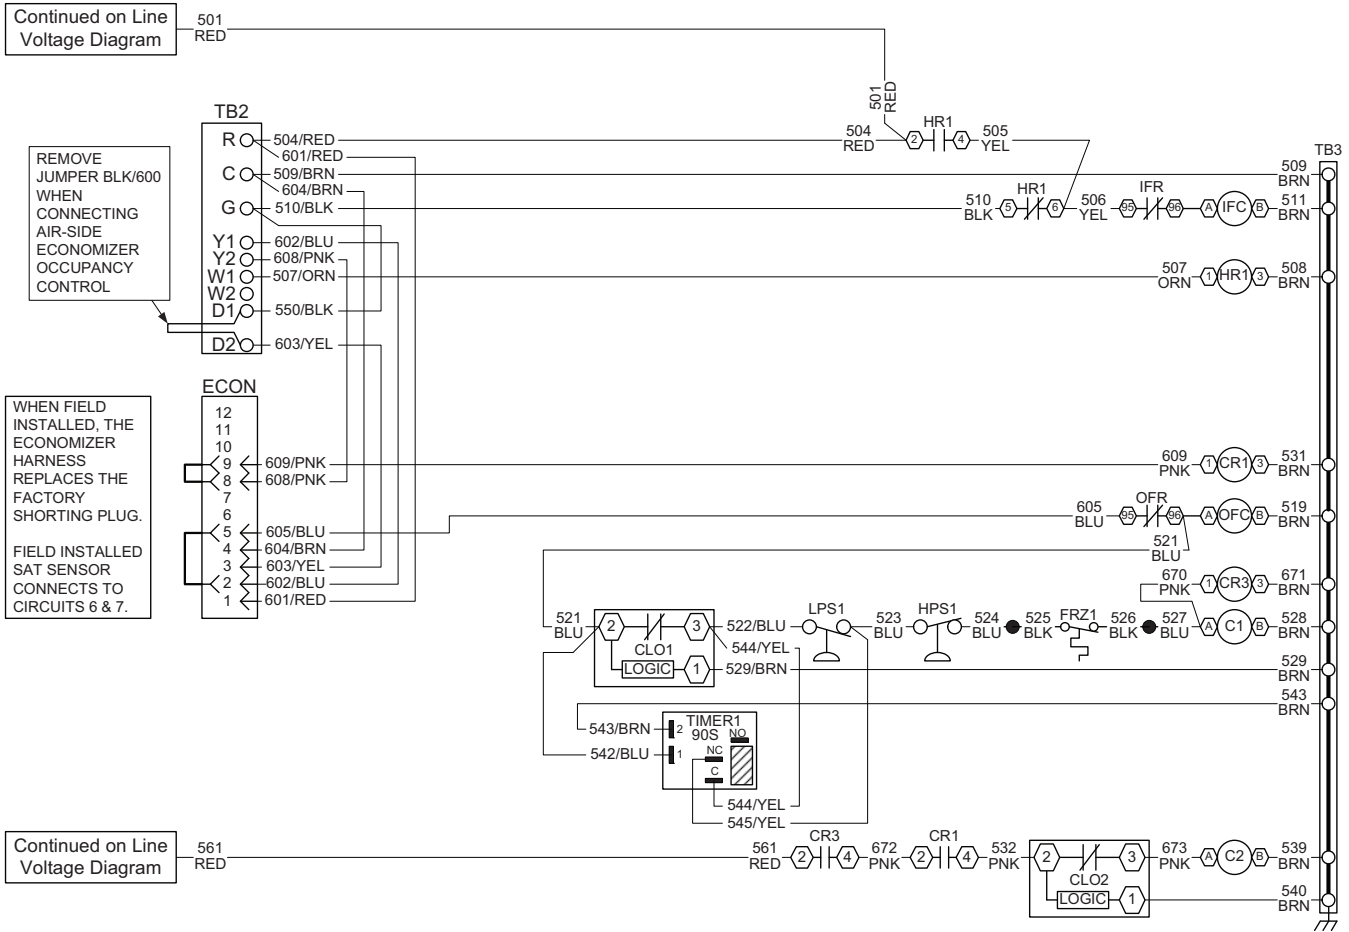 Continued on Line
Voltage Diagram
501
RED
501
RED
TB2
R
504/RED
601/RED
504
RED
2
HR1
4
505
YEL
TB3
REMOVE
JUMPER BLK/600
WHEN
CONNECTING
AIR-SIDE
ECONOMIZER
OCCUPANCY
CONTROL
C
509/BRN
604/BRN
509
BRN
G
510/BLK
510
BLK
5
HR1
6
506
YEL
95
IFR
96
A
IFC
B
511
BRN
Y1
602/BLU
Y2
608/PNK
W1
507/ORN
507
ORN
1
HR1
3
508
BRN
W2
D1
550/BLK
D2
603/YEL
ECON
WHEN FIELD
INSTALLED, THE
ECONOMIZER
HARNESS
REPLACES THE
FACTORY
SHORTING PLUG.
FIELD INSTALLED
SAT SENSOR
CONNECTS TO
CIRCUITS 6 & 7.
12
11
10
9
609/PNK
609
PNK
1
CR1
3
531
BRN
8
608/PNK
7
6
5
605/BLU
605
BLU
95
OFR
96
A
OFC
B
519
BRN
4
604/BRN
521
BLU
3
603/YEL
2
602/BLU
670
PNK
1
CR3
3
671
BRN
1
601/RED
521
BLU
2
3
CLO1
LOGIC
1
522/BLU
544/YEL
529/BRN
LPS1
523
BLU
HPS1
524
BLU
525
BLK
FRZ1
526
BLK
527
BLU
A
C1
B
528
BRN
529
BRN
543
BRN
543/BRN
542/BLU
2
1
TIMER1
90S
NO
NC
C
544/YEL
545/YEL
Continued on Line
Voltage Diagram
561
RED
561
RED
2
CR3
4
672
PNK
2
CR1
4
532
PNK
2
3
CLO2
LOGIC
1
673
PNK
A
C2
B
539
BRN
540
BRN